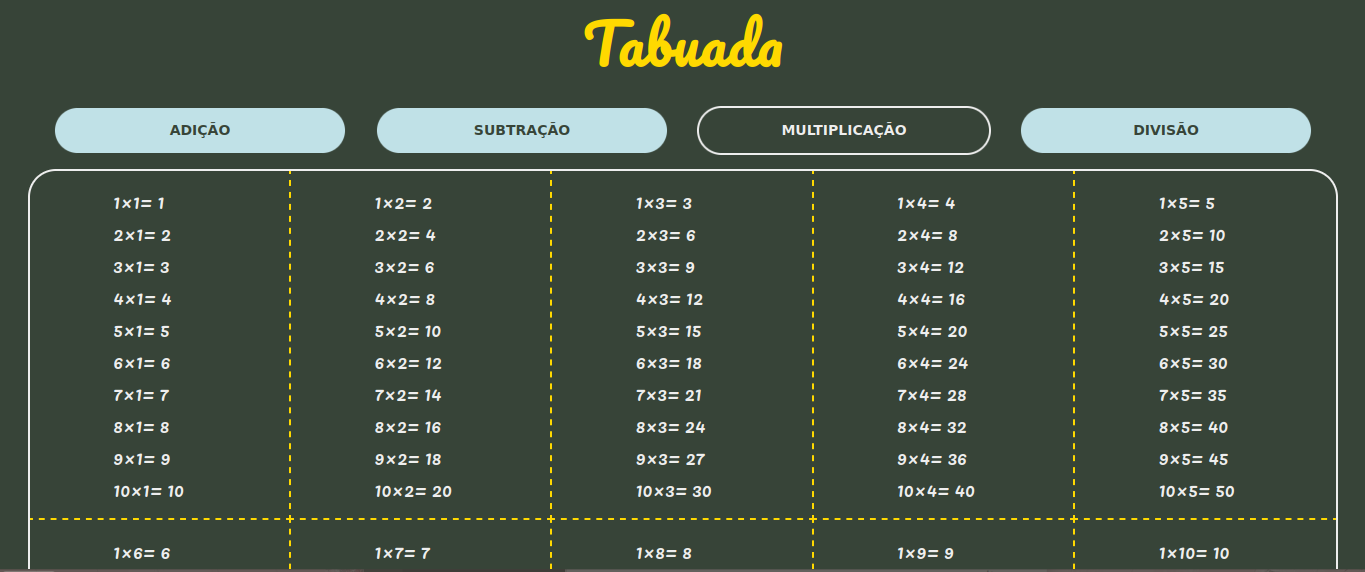 Tabuada
ADIÇÃO SUBTRAÇÃO MULTIPLICAÇÃO DIVISÃO
1×1= 1 1×2= 2 1×3= 3 1×4= 4 1×5= 5
2×1= 2 2×2= 4 2×3= 6 2×4= 8 2×5= 10
3×1= 3 3×2= 6 3×3= 9 3×4= 12 3×5= 15
4×1= 4 4×2= 8 4×3= 12 4×4= 16 4×5= 20
5×1= 5 5×2= 10 5×3= 15 5×4= 20 5×5= 25
6×1= 6 6×2= 12 6×3= 18 6×4= 24 6×5= 30
7×1= 7 7×2= 14 7×3= 21 7×4= 28 7×5= 35
8×1= 8 8×2= 16 8×3= 24 8×4= 32 8×5= 40
9×1= 9 9×2= 18 9×3= 27 9×4= 36 9×5= 45
10×1= 10 10×2= 20 10×3= 30 10×4= 40 10×5= 50
1×6= 6 1×7= 7 1×8= 8 1×9= 9 1×10= 10